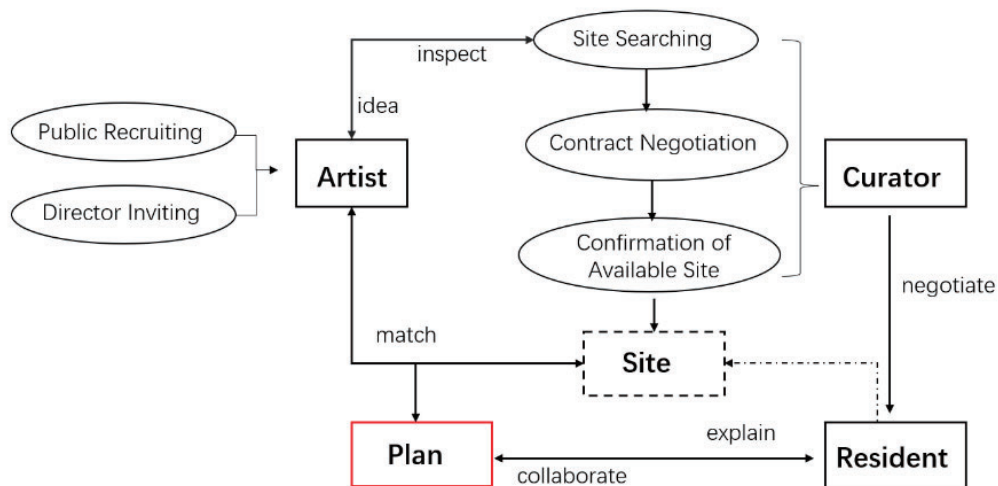 Site Searching
inspect
idea
Public Recruiting
Contract Negotiation
Artist
Curator
Director Inviting
Confirmation of
Available Site
negotiate
match
Site
explain
Plan
Resident
collaborate